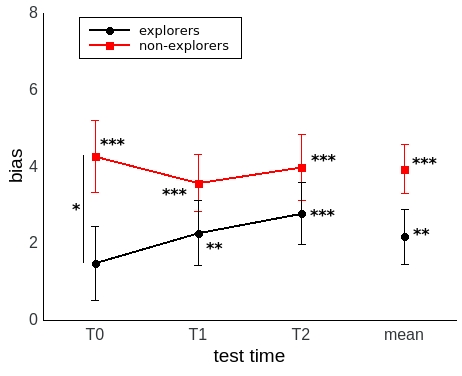 8
explorers
non-explorers
6
***
***
***
4
***
bias
*
***
**
**
2
0
T0 T1 T2 mean
test time